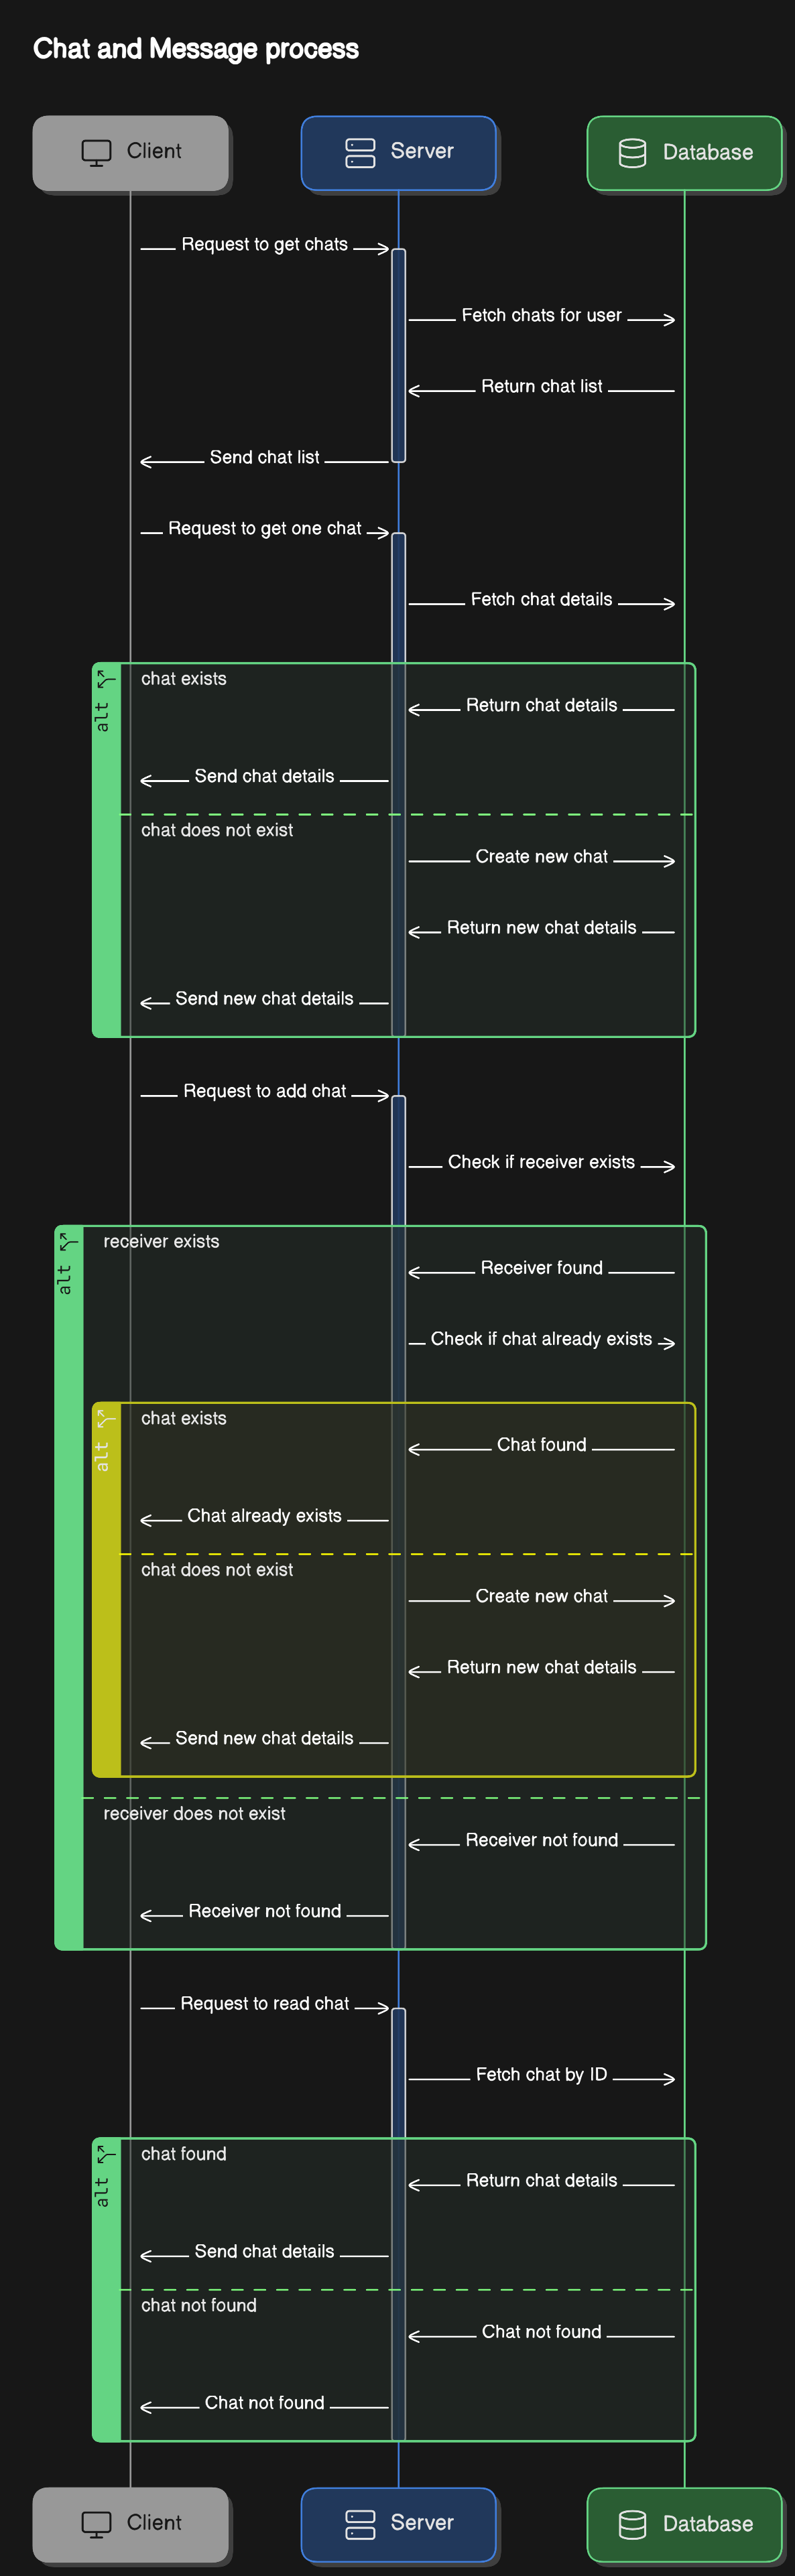 Chat and Message process
Client
Server
Database
Request to get chats
Fetch chats for user
Return chat list
Send chat list
Request to get one chat
Fetch chat details
alt
chat exists
Return chat details
Send chat details
chat does not exist
Create new chat
Return new chat details
Send new chat details
Request to add chat
Check if receiver exists
alt
receiver exists
Receiver found
Check if chat already exists
alt
chat exists
Chat found
Chat already exists
chat does not exist
Create new chat
Return new chat details
Send new chat details
receiver does not exist
Receiver not found
Receiver not found
Request to read chat
Fetch chat by ID
alt
chat found
Return chat details
Send chat details
chat not found
Chat not found
Chat not found
Client
Server
Database